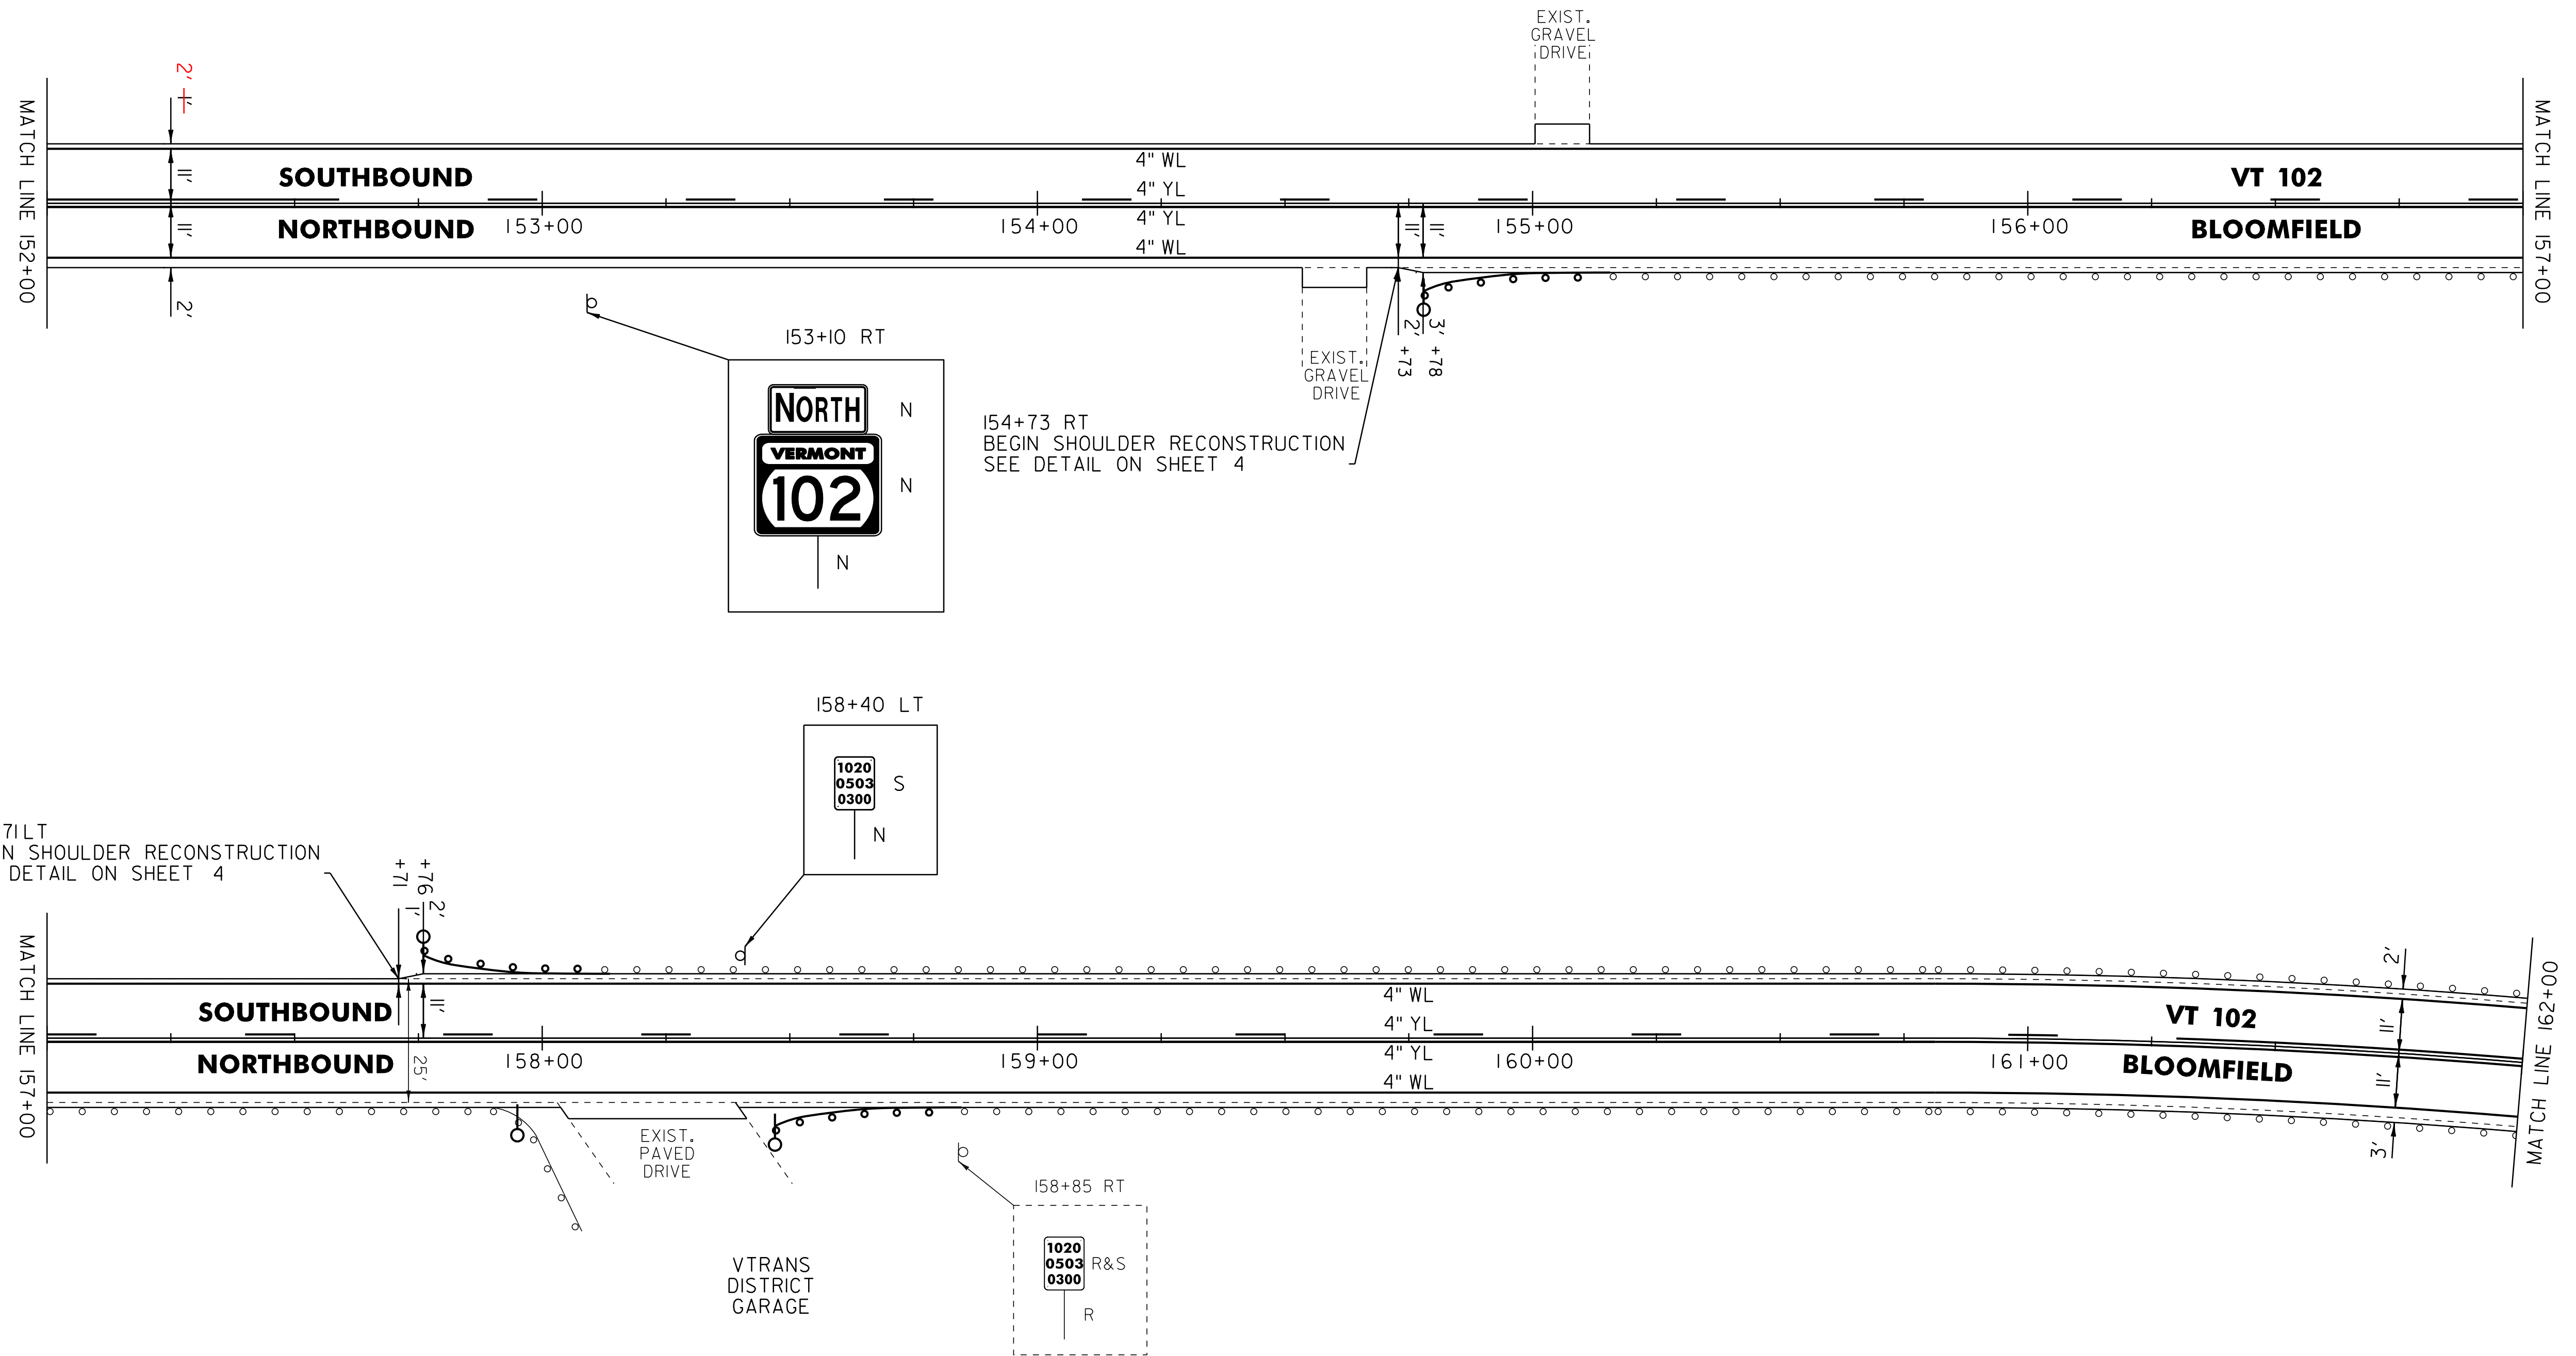 EXIST.
GRAVEL
DRIVE
2' 1'
MATCH LINE 152+00
MATCH LINE 157+00
11'
SOUTHBOUND
4" WL
4" YL
VT 102
11'
NORTHBOUND
153+00
154+00
4" YL
4" WL
11' 11'
155+00
156+00
BLOOMFIELD
2'
2' +73
3' +78
EXIST.
GRAVEL
DRIVE
153+10 RT
NORTH N
VERMONT
102 N
N
154+73 RT
BEGIN SHOULDER RECONSTRUCTION
SEE DETAIL ON SHEET 4
158+40 LT
1020
0503 S
0300
N
71 LT
N SHOULDER RECONSTRUCTION
DETAIL ON SHEET 4
+71 1'
+76 2'
MATCH LINE 157+00
MATCH LINE 162+00
11'
SOUTHBOUND
4" WL
4" YL
2'
11'
VT 102
NORTHBOUND
25'
158+00
159+00
4" YL
4" WL
160+00
161+00
11'
BLOOMFIELD
3'
EXIST.
PAVED
DRIVE
158+85 RT
1020
0503 R&S
0300
R
VTRANS
DISTRICT
GARAGE